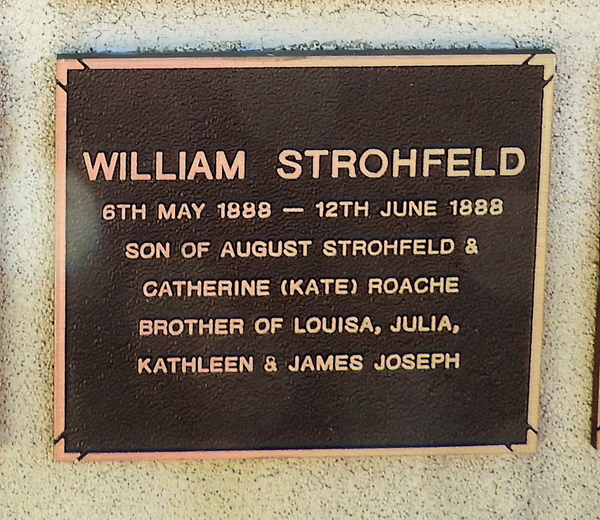 WILLIAM STROHFELD
6TH MAY 1888 — 12TH JUNE 1888
SON OF AUGUST STROHFELD &
CATHERINE (KATE) ROACHE
BROTHER OF LOUISA, JULIA,
KATHLEEN & JAMES JOSEPH